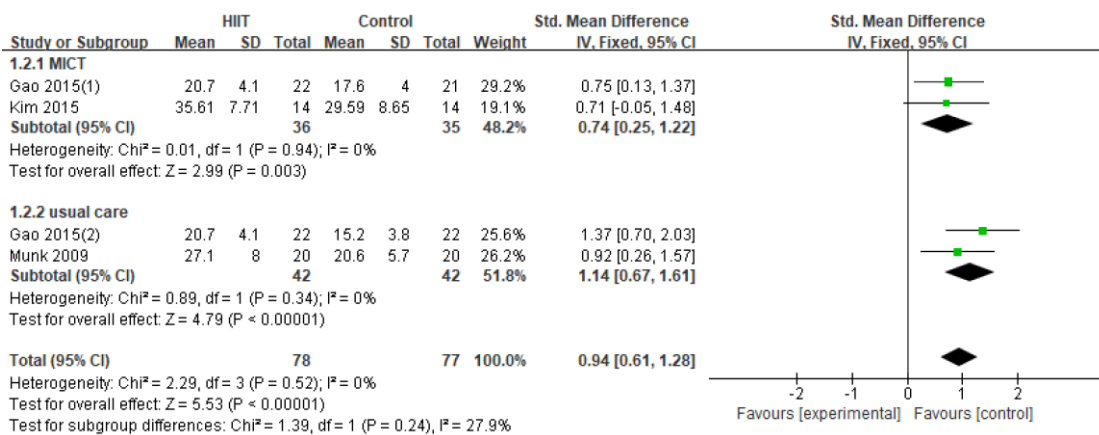 HIIT Control Std. Mean Difference Std. Mean Difference
Study or Subgroup Mean SD Total Mean SD Total Weight IV, Fixed, 95% CI IV, Fixed, 95% CI
1.2.1 MICT
Gao 2015(1) 20.7 4.1 22 17.6 4 21 29.2% 0.75 [0.13, 1.37]
Kim 2015 35.61 7.71 14 29.59 8.65 14 19.1% 0.71 [-0.05, 1.48]
Subtotal (95% CI) 36 35 48.2% 0.74 [0.25, 1.22]
Heterogeneity: Chi² = 0.01, df = 1 (P = 0.94); I² = 0%
Test for overall effect: Z = 2.99 (P = 0.003)
1.2.2 usual care
Gao 2015(2) 20.7 4.1 22 15.2 3.8 22 25.6% 1.37 [0.70, 2.03]
Munk 2009 27.1 8 20 20.6 5.7 20 26.2% 0.92 [0.26, 1.57]
Subtotal (95% CI) 42 42 51.8% 1.14 [0.67, 1.61]
Heterogeneity: Chi² = 0.89, df = 1 (P = 0.34); I² = 0%
Test for overall effect: Z = 4.79 (P < 0.00001)
Total (95% CI) 78 77 100.0% 0.94 [0.61, 1.28]
Heterogeneity: Chi² = 2.29, df = 3 (P = 0.52); I² = 0%
Test for overall effect: Z = 5.53 (P < 0.00001)
Test for subgroup differences: Chi² = 1.39, df = 1 (P = 0.24), I² = 27.9%
-2 -1 0 1 2
Favours [experimental] Favours [control]